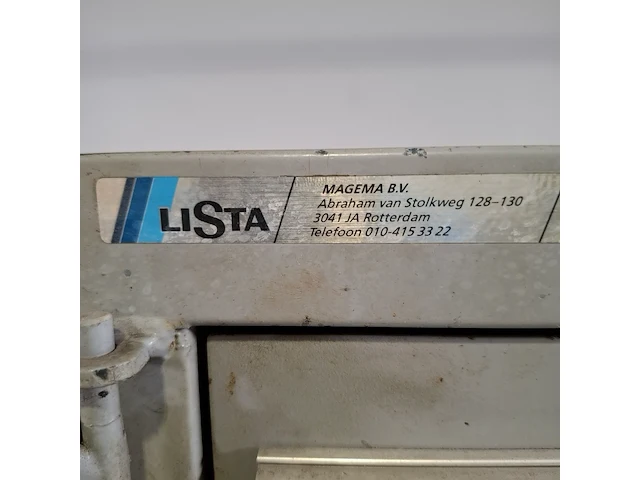 LISTA
MAGEMA B.V.
Abraham van Stolkweg 128-130
3041 JA Rotterdam
Telefoon 010-415 33 22